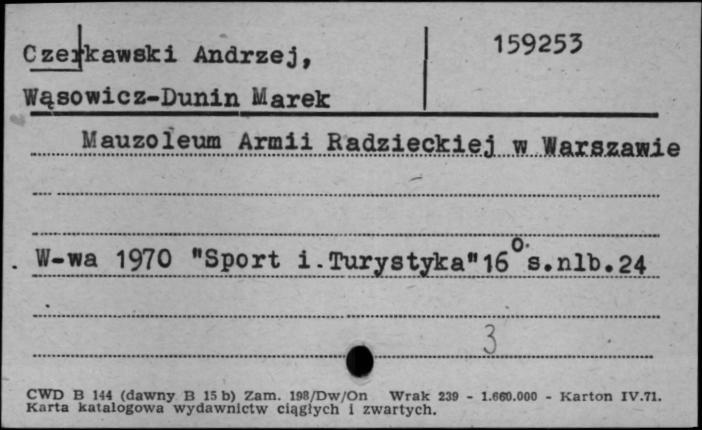 Czerkawski Andrzej,
159253
Wąsowicz-Dunin Marek
Mauzoleum Armii Radzieckiej w Warszawie
W-wa 1970 "Sport i Turystyka" 16° s.nlb.24
3
CWD B 144 (dawny B 15 b) Zam. 198/Dw/On Wrak 239 - 1.660.000 - Karton IV.71.
Karta katalogowa wydawnictw ciągłych i zwartych.